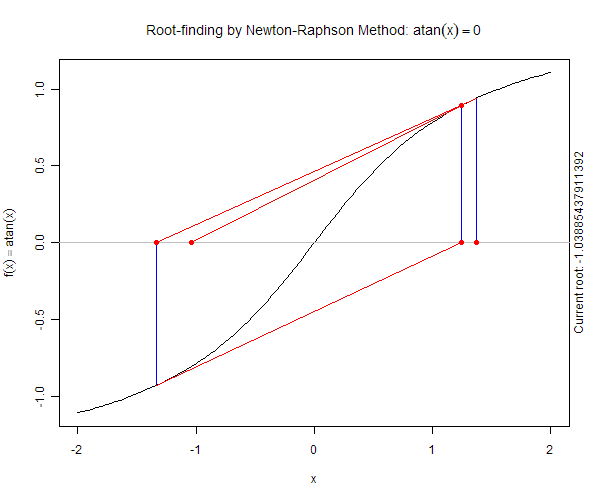 Root-finding by Newton-Raphson Method: atan(x) = 0
f(x) = atan(x)
1.0
0.5
0.0
-0.5
-1.0
-2
-1
0
1
2
x
Current root: -1.03885437911392